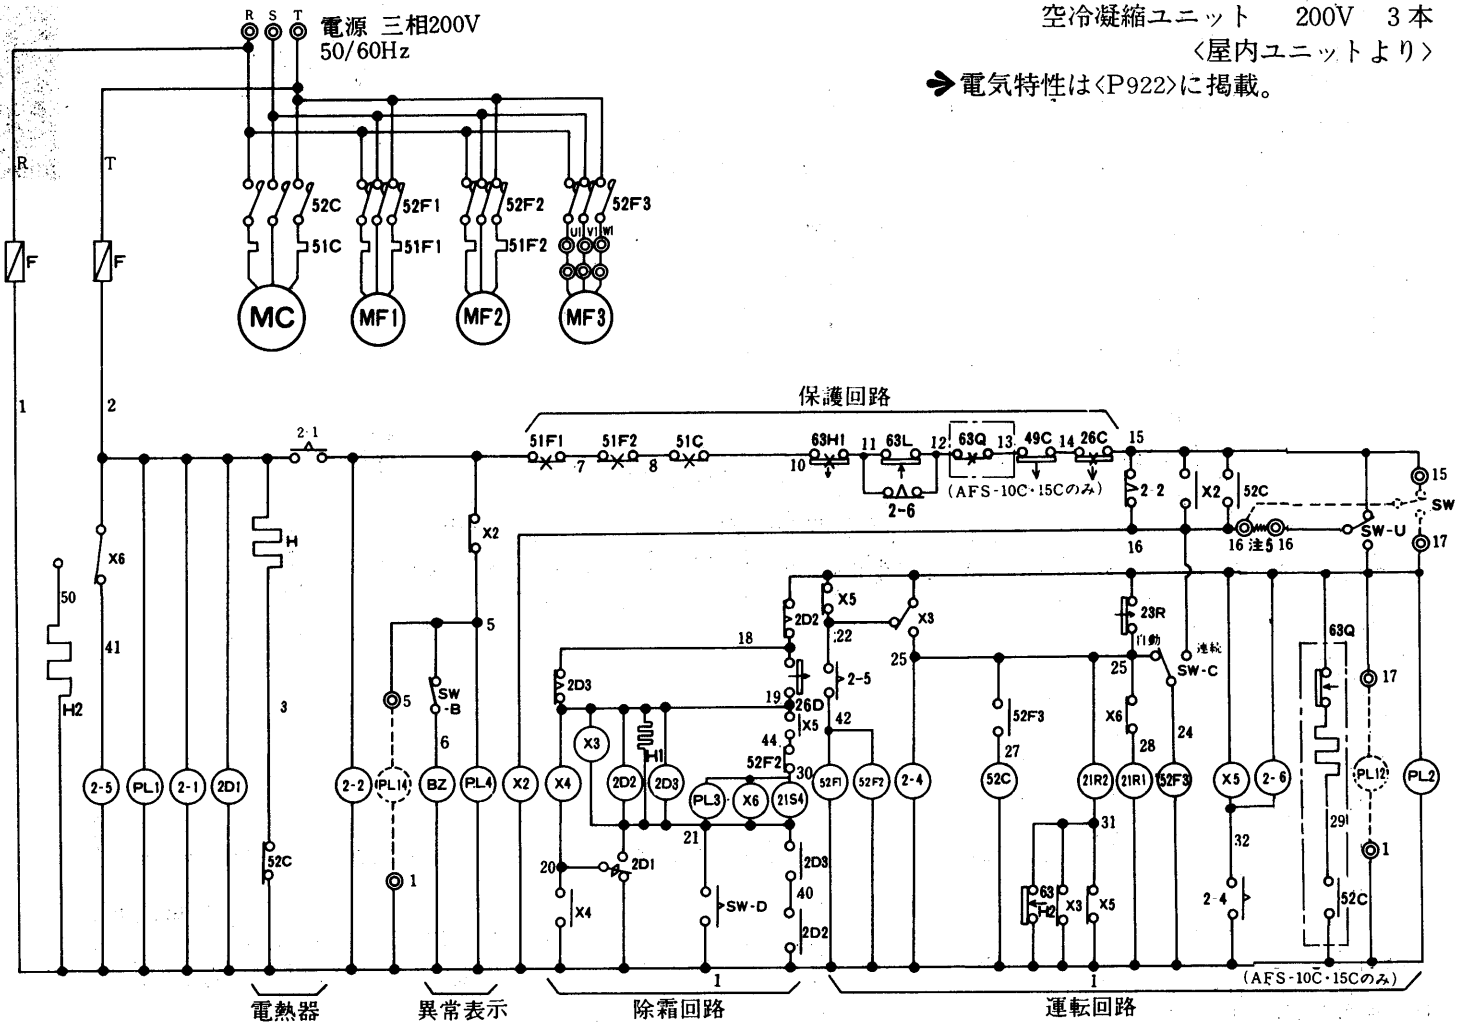 R S T
電源 三相200V
50/60Hz
空冷凝縮ユニット 200V 3本
〈屋内ユニットより〉
➔電気特性は〈P922〉に掲載。
R
T
52C
52F1
52F2
52F3
U1 V1 W1
51C
51F1
51F2
F
F
MC
MF1
MF2
MF3
1
2
保護回路
2-1
51F1
7
51F2
8
51C
10
63H1
11
63L
12
63Q
13
49C
14
26C
15
2-6
(AFS-10C・15Cのみ)
2-2
X2
52C
15
SW
16
16 注5 16
SW-U
17
X6
H
X2
50
41
5
X5
X3
2D2
23R
63Q
18
22
自動
連続
25
25
SW-C
2D3
19
26D
2-5
H2
3
5
SW
-B
X5
42
52F3
X6
24
17
6
X3
H1
44
52F2
30
27
28
2-5
PL1
2-1
2D1
2-2
PL14
BZ
PL4
X2
X4
2D2
2D3
PL3
X6
21S4
52F1
52F2
2-4
52C
21R2
21R1
52F3
X5
2-6
PL12
PL2
21
31
32
29
52C
20
2D1
2D3
1
1
X4
SW-D
40
2D2
63
H2
X3
X5
2-4
52C
1
1
(AFS-10C・15Cのみ)
電熱器
異常表示
除霜回路
運転回路